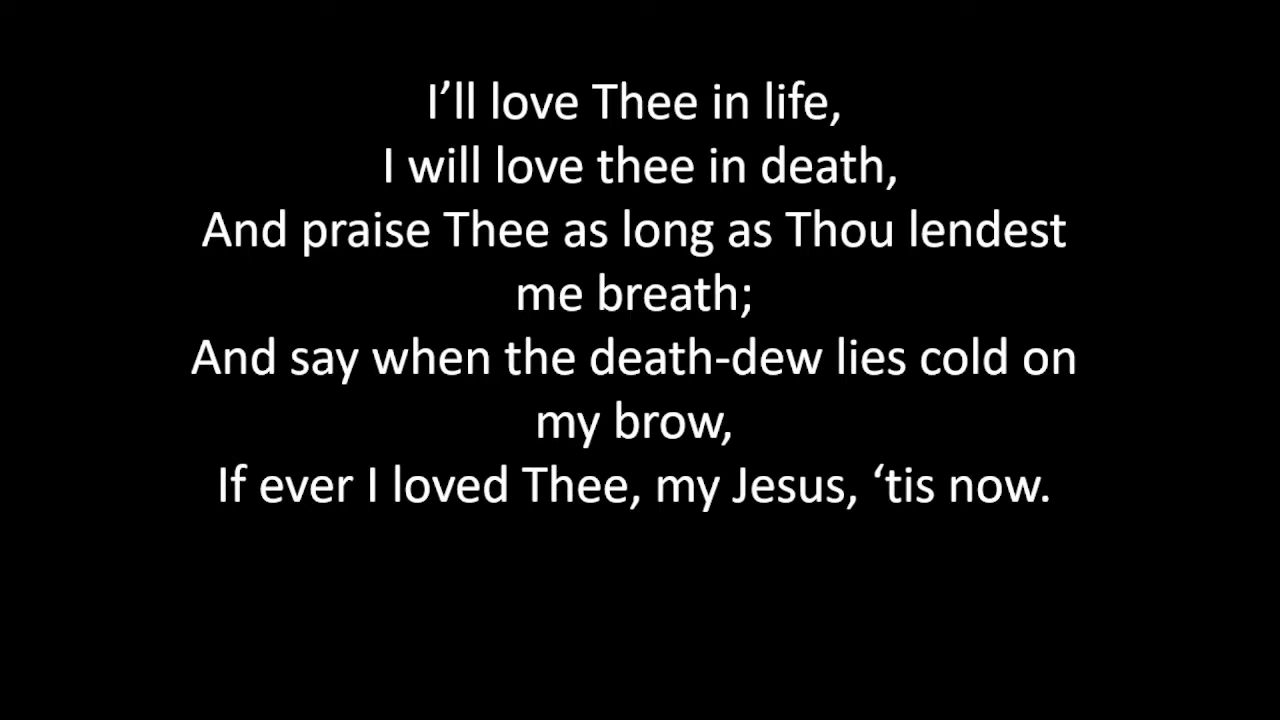 I’ll love Thee in life,
I will love thee in death,
And praise Thee as long as Thou lendest
me breath;
And say when the death-dew lies cold on
my brow,
If ever I loved Thee, my Jesus, ‘tis now.